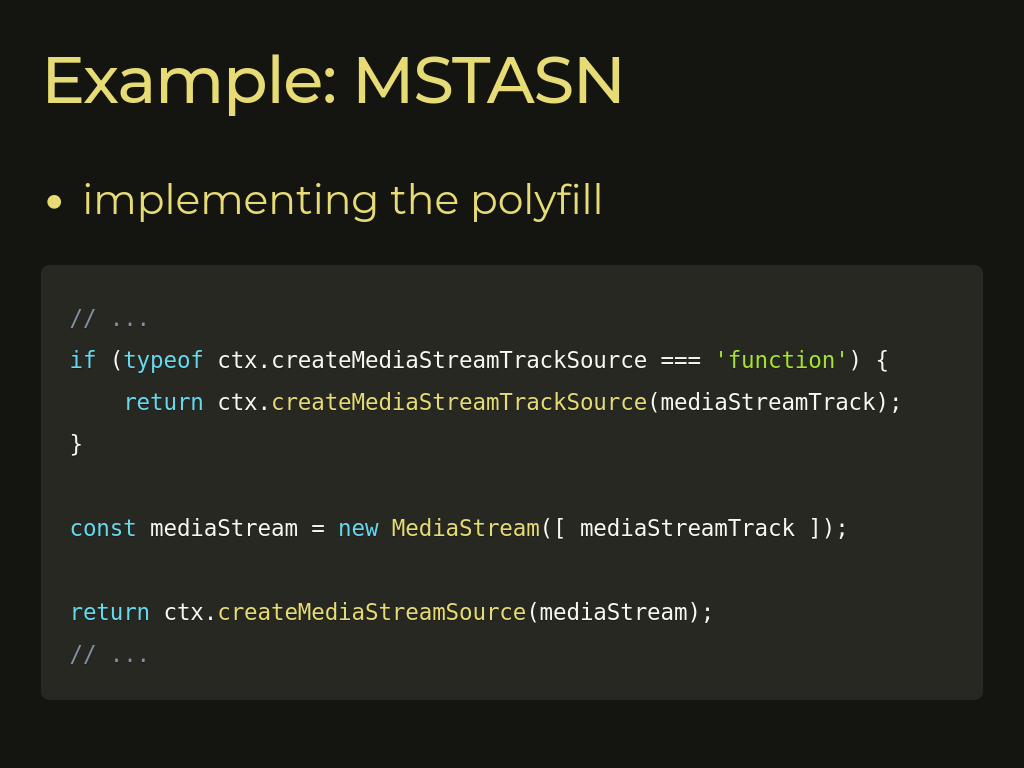 Example: MSTASN
• implementing the polyfill
// ...
if (typeof ctx.createMediaStreamTrackSource === 'function') {
    return ctx.createMediaStreamTrackSource(mediaStreamTrack);
}
const mediaStream = new MediaStream([ mediaStreamTrack ]);
return ctx.createMediaStreamSource(mediaStream);
// ...